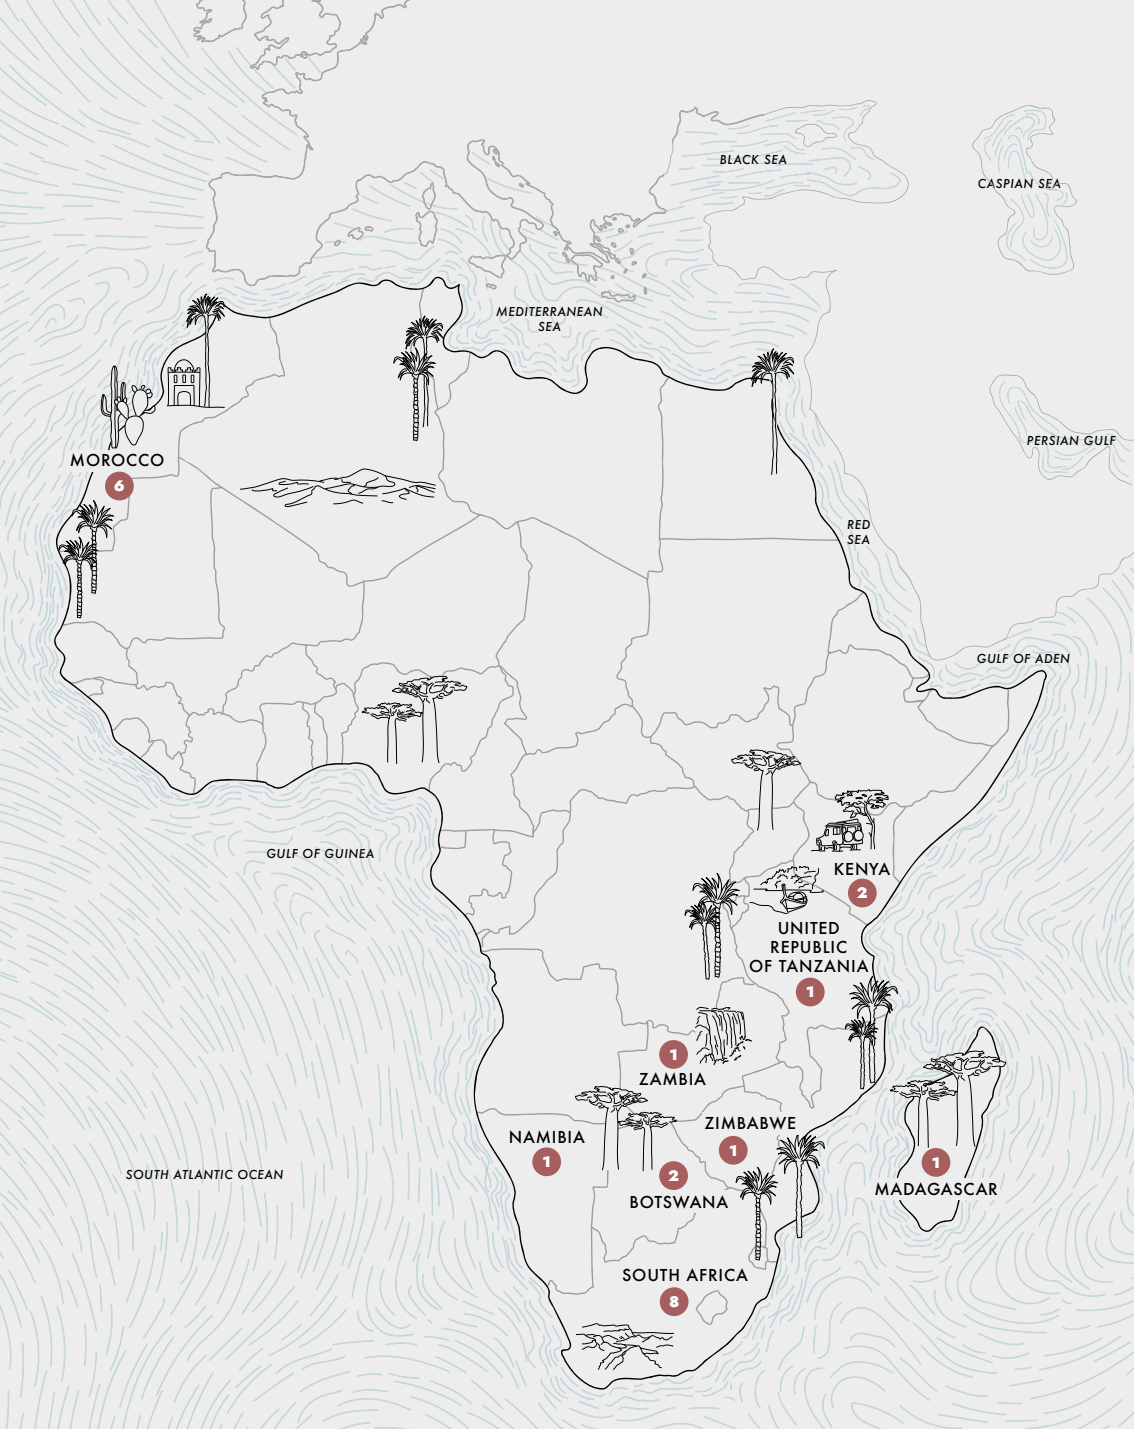 BLACK SEA
CASPIAN SEA
MEDITERRANEAN
SEA
PERSIAN GULF
MOROCCO
6
RED
SEA
GULF OF ADEN
GULF OF GUINEA
KENYA
2
UNITED
REPUBLIC
OF TANZANIA
1
1
ZAMBIA
ZIMBABWE
1
NAMIBIA
1
2
BOTSWANA
1
MADAGASCAR
SOUTH ATLANTIC OCEAN
SOUTH AFRICA
8